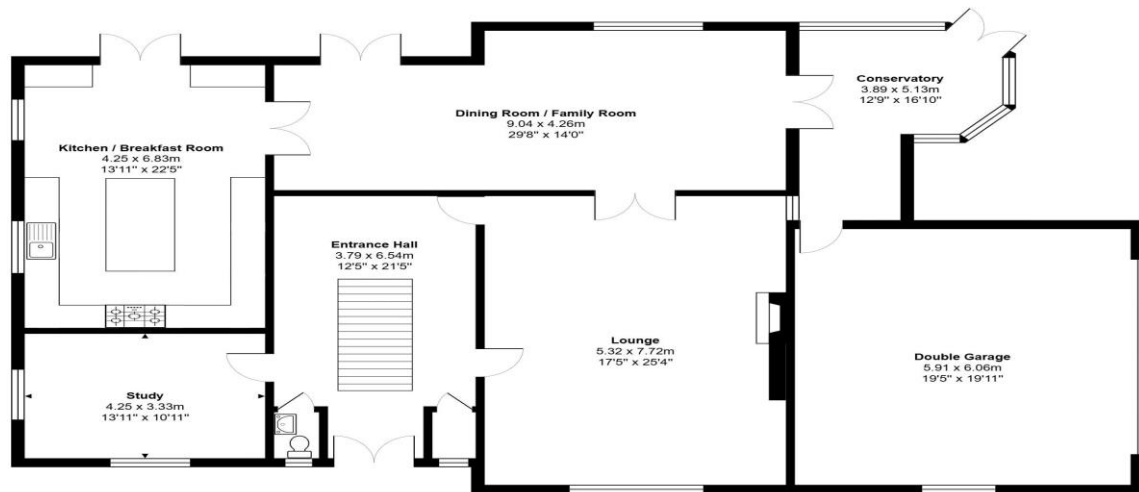 Conservatory
3.89 x 5.13m
12'9" x 16'10"
Dining Room / Family Room
9.04 x 4.26m
29'8" x 14'0"
Kitchen / Breakfast Room
4.25 x 6.83m
13'11" x 22'5"
Entrance Hall
3.79 x 6.54m
12'5" x 21'5"
Lounge
5.32 x 7.72m
17'5" x 25'4"
Double Garage
5.91 x 6.06m
19'5" x 19'11"
Study
4.25 x 3.33m
13'11" x 10'11"